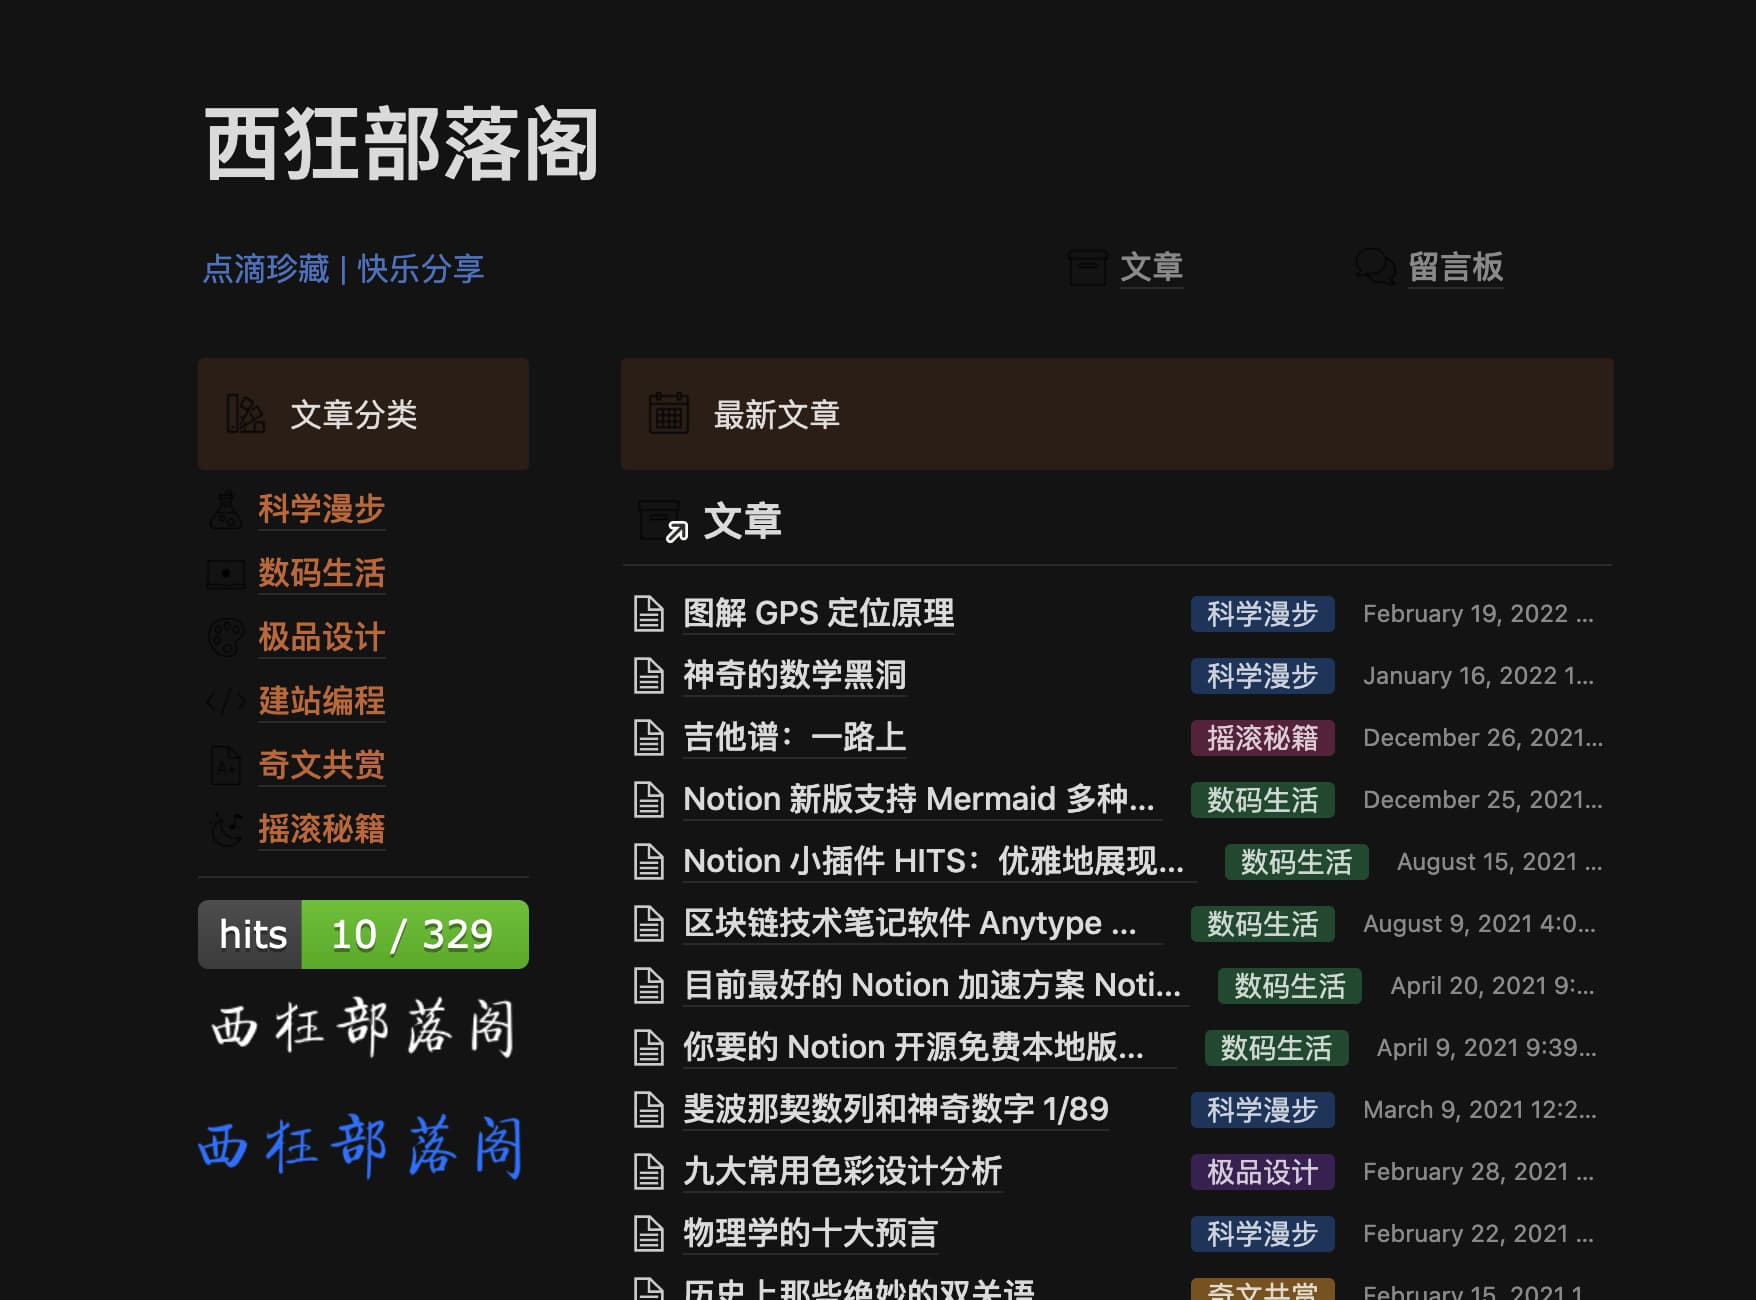 西狂部落阁
点滴珍藏 | 快乐分享
文章
留言板
文章分类
科学漫步
数码生活
极品设计
建站编程
奇文共赏
摇滚秘籍
hits 10 / 329
西狂部落阁
西狂部落阁
最新文章
文章
图解 GPS 定位原理 科学漫步 February 19, 2022 ...
神奇的数学黑洞 科学漫步 January 16, 2022 1...
吉他谱：一路上 摇滚秘籍 December 26, 2021...
Notion 新版支持 Mermaid 多种... 数码生活 December 25, 2021...
Notion 小插件 HITS：优雅地展现... 数码生活 August 15, 2021 ...
区块链技术笔记软件 Anytype ... 数码生活 August 9, 2021 4:0...
目前最好的 Notion 加速方案 Noti... 数码生活 April 20, 2021 9:...
你要的 Notion 开源免费本地版... 数码生活 April 9, 2021 9:39...
斐波那契数列和神奇数字 1/89 科学漫步 March 9, 2021 12:2...
九大常用色彩设计分析 极品设计 February 28, 2021 ...
物理学的十大预言 科学漫步 February 22, 2021 ...
历史上那些绝妙的双关语 奇文共赏 February 15, 2021 1...